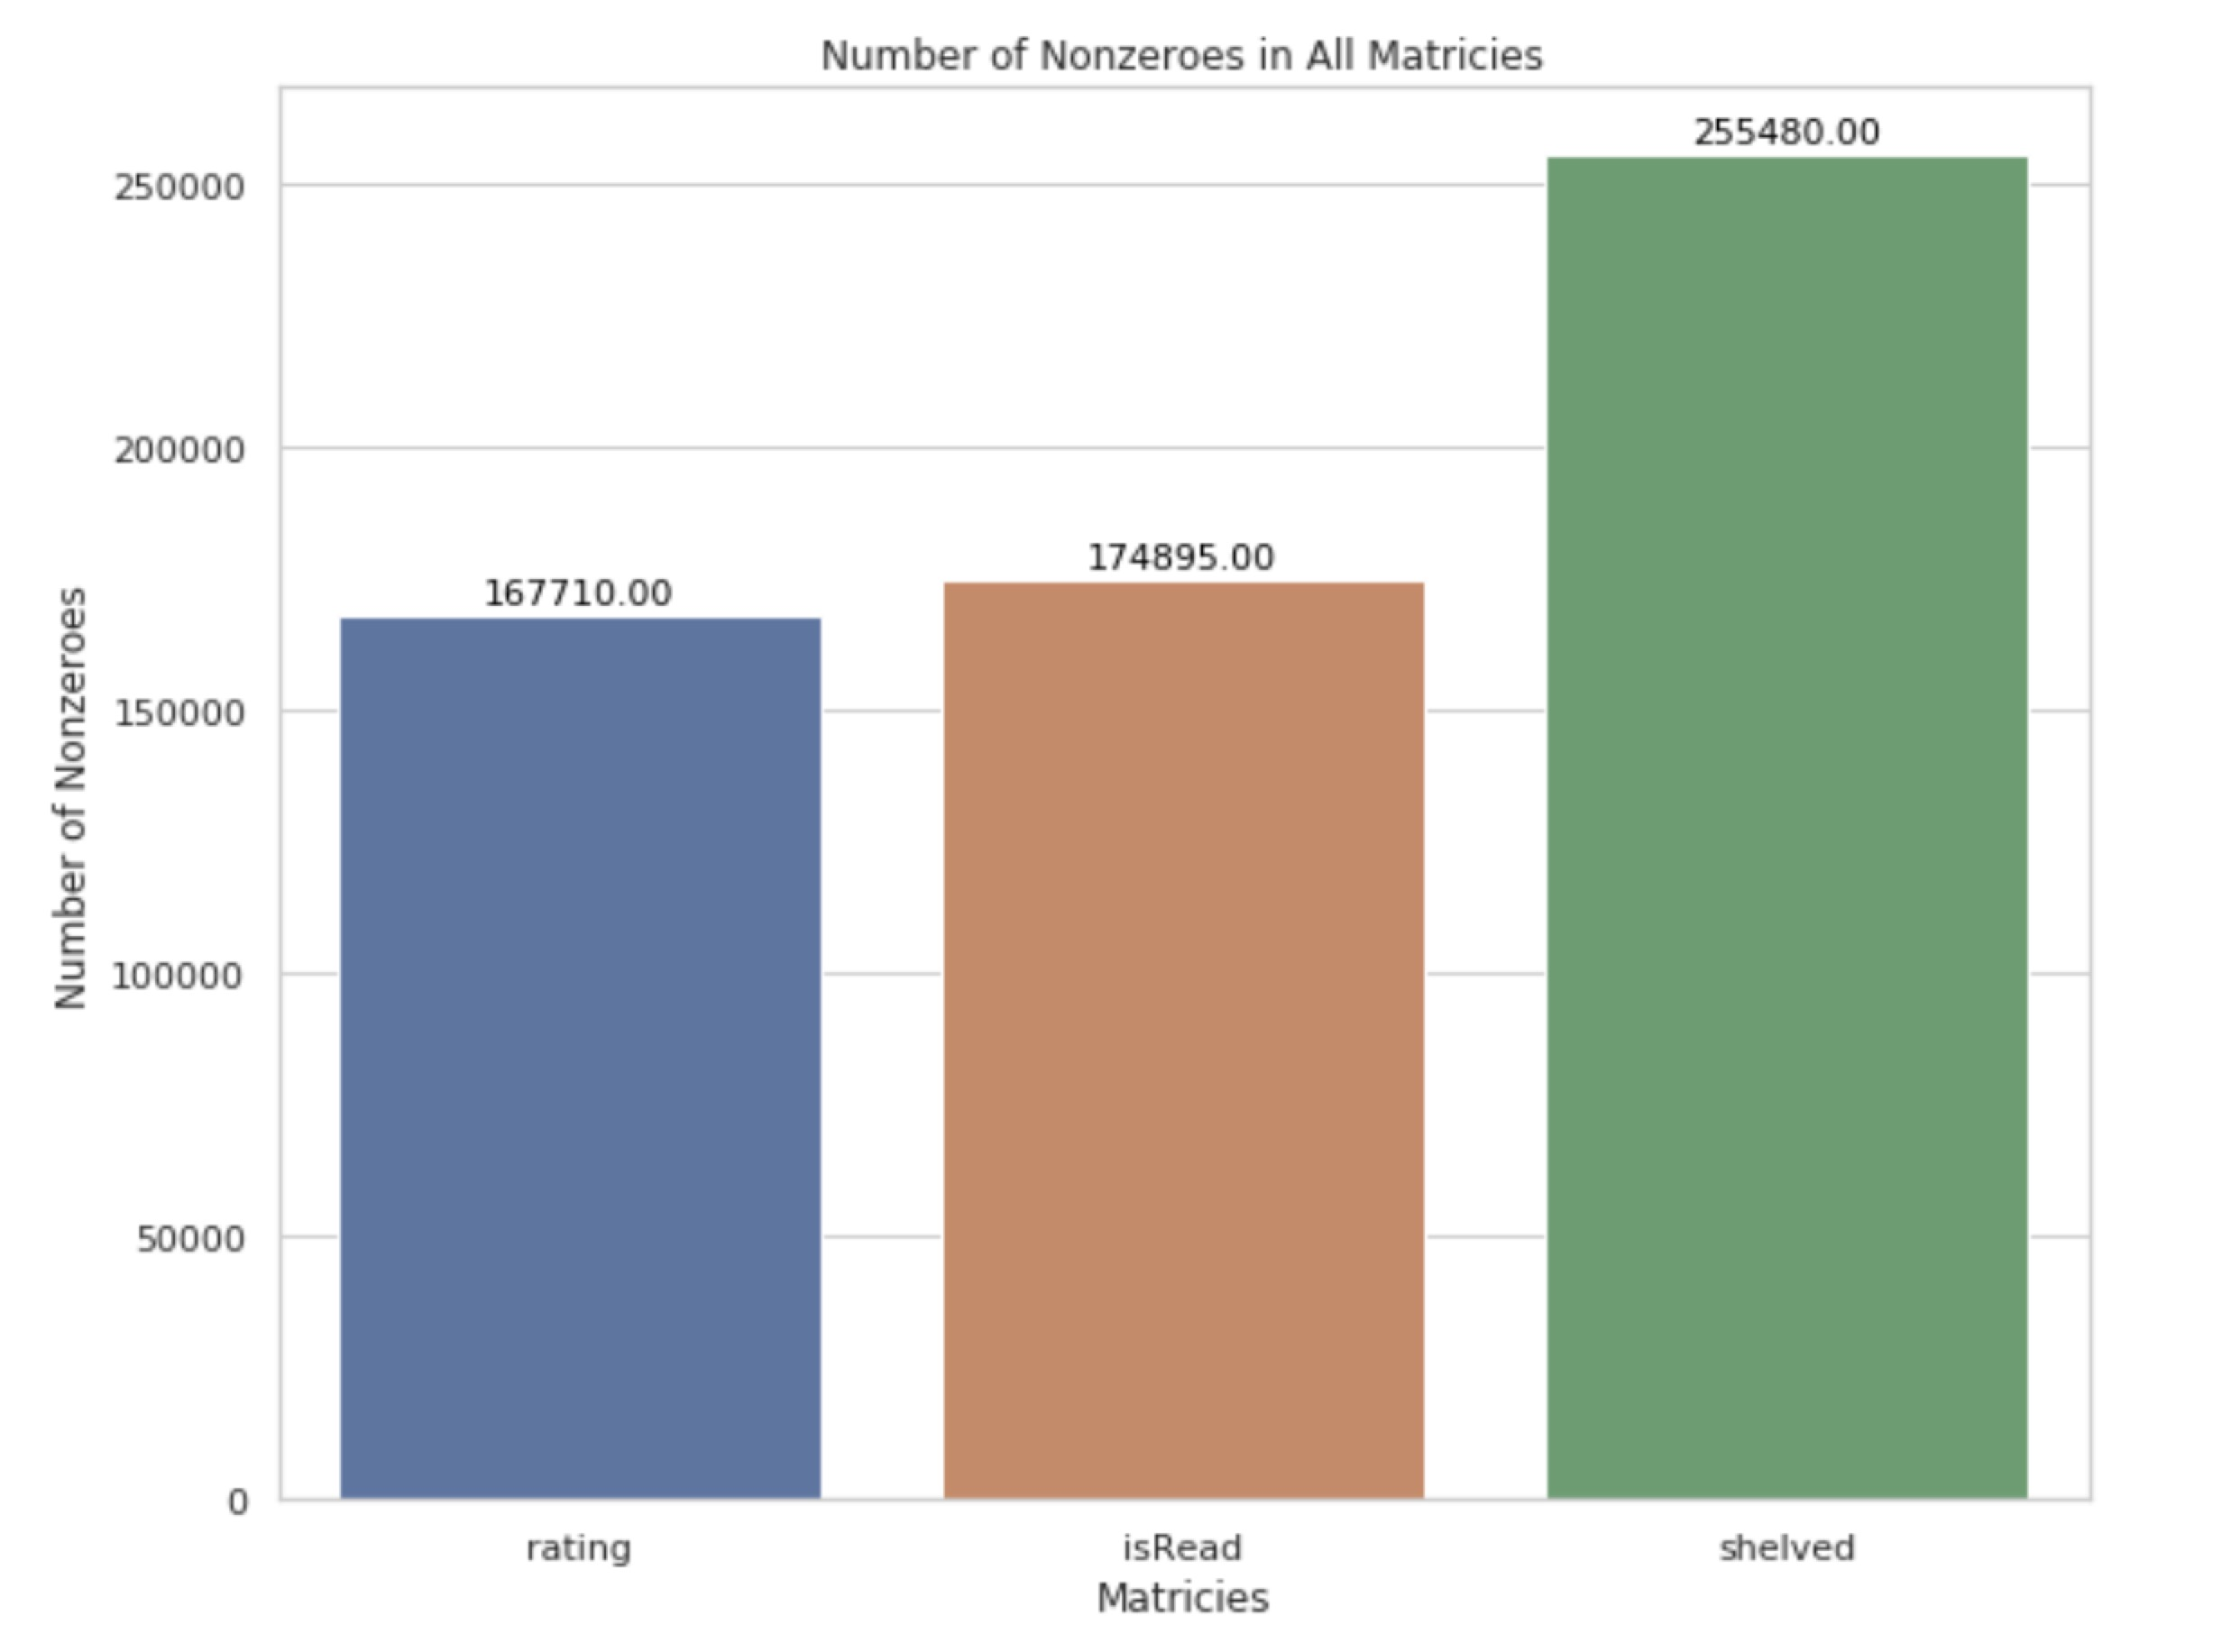 Number of Nonzeroes in All Matricies
255480.00
250000
200000
174895.00
167710.00
150000
Number of Nonzeroes
100000
50000
0
rating isRead shelved
Matricies